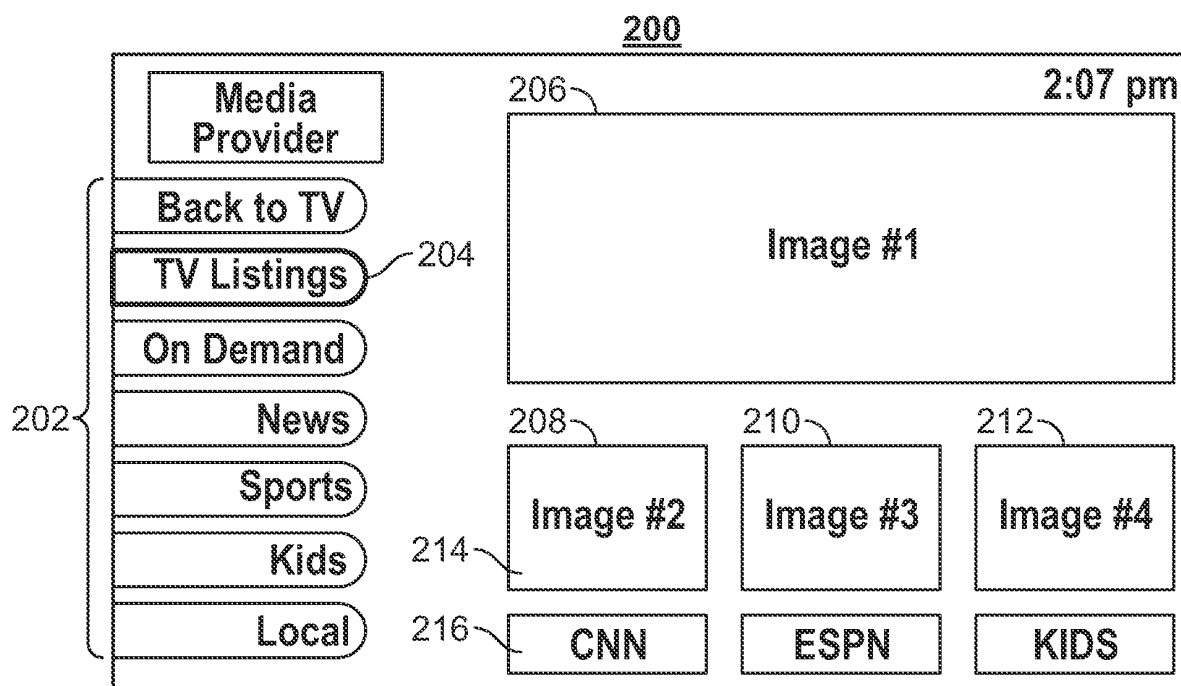 200
2:07 pm
Media
Provider
206
Back to TV
TV Listings
204
Image #1
On Demand
202
News
208
210
212
Sports
Image #2
Image #3
Image #4
Kids
214
Local
216
CNN
ESPN
KIDS